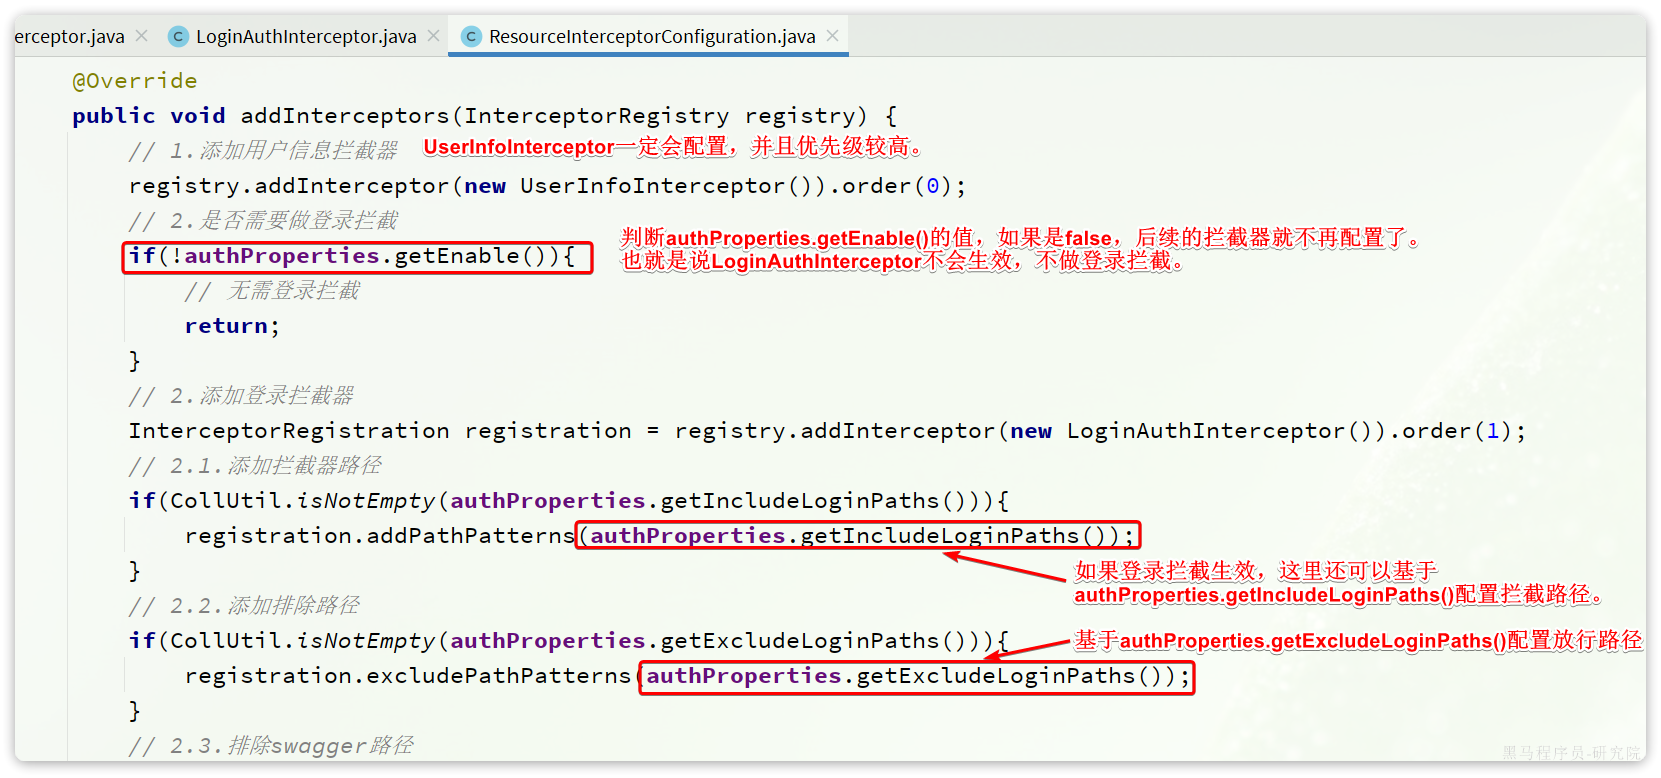 erceptor.java × C LoginAuthInterceptor.java × C ResourceInterceptorConfiguration.java ×
@Override
public void addInterceptors(InterceptorRegistry registry) {
// 1.添加用户信息拦截器 UserInfoInterceptor一定会配置，并且优先级较高。
registry.addInterceptor(new UserInfoInterceptor()).order(0);
// 2.是否需要做登录拦截
if(!authProperties.getEnable()){
判断authProperties.getEnable()的值，如果是false，后续的拦截器就不再配置了。
也就是说LoginAuthInterceptor不会生效，不做登录拦截。
// 无需登录拦截
return;
}
// 2.添加登录拦截器
InterceptorRegistration registration = registry.addInterceptor(new LoginAuthInterceptor()).order(1);
// 2.1.添加拦截器路径
if(CollUtil.isNotEmpty(authProperties.getIncludeLoginPaths())){
registration.addPathPatterns(authProperties.getIncludeLoginPaths());
}
如果登录拦截生效，这里还可以基于
authProperties.getIncludeLoginPaths()配置拦截路径。
// 2.2.添加排除路径
if(CollUtil.isNotEmpty(authProperties.getExcludeLoginPaths())){
基于authProperties.getExcludeLoginPaths()配置放行路径
registration.excludePathPatterns(authProperties.getExcludeLoginPaths());
}
// 2.3.排除swagger路径
黑马程序员-研究院